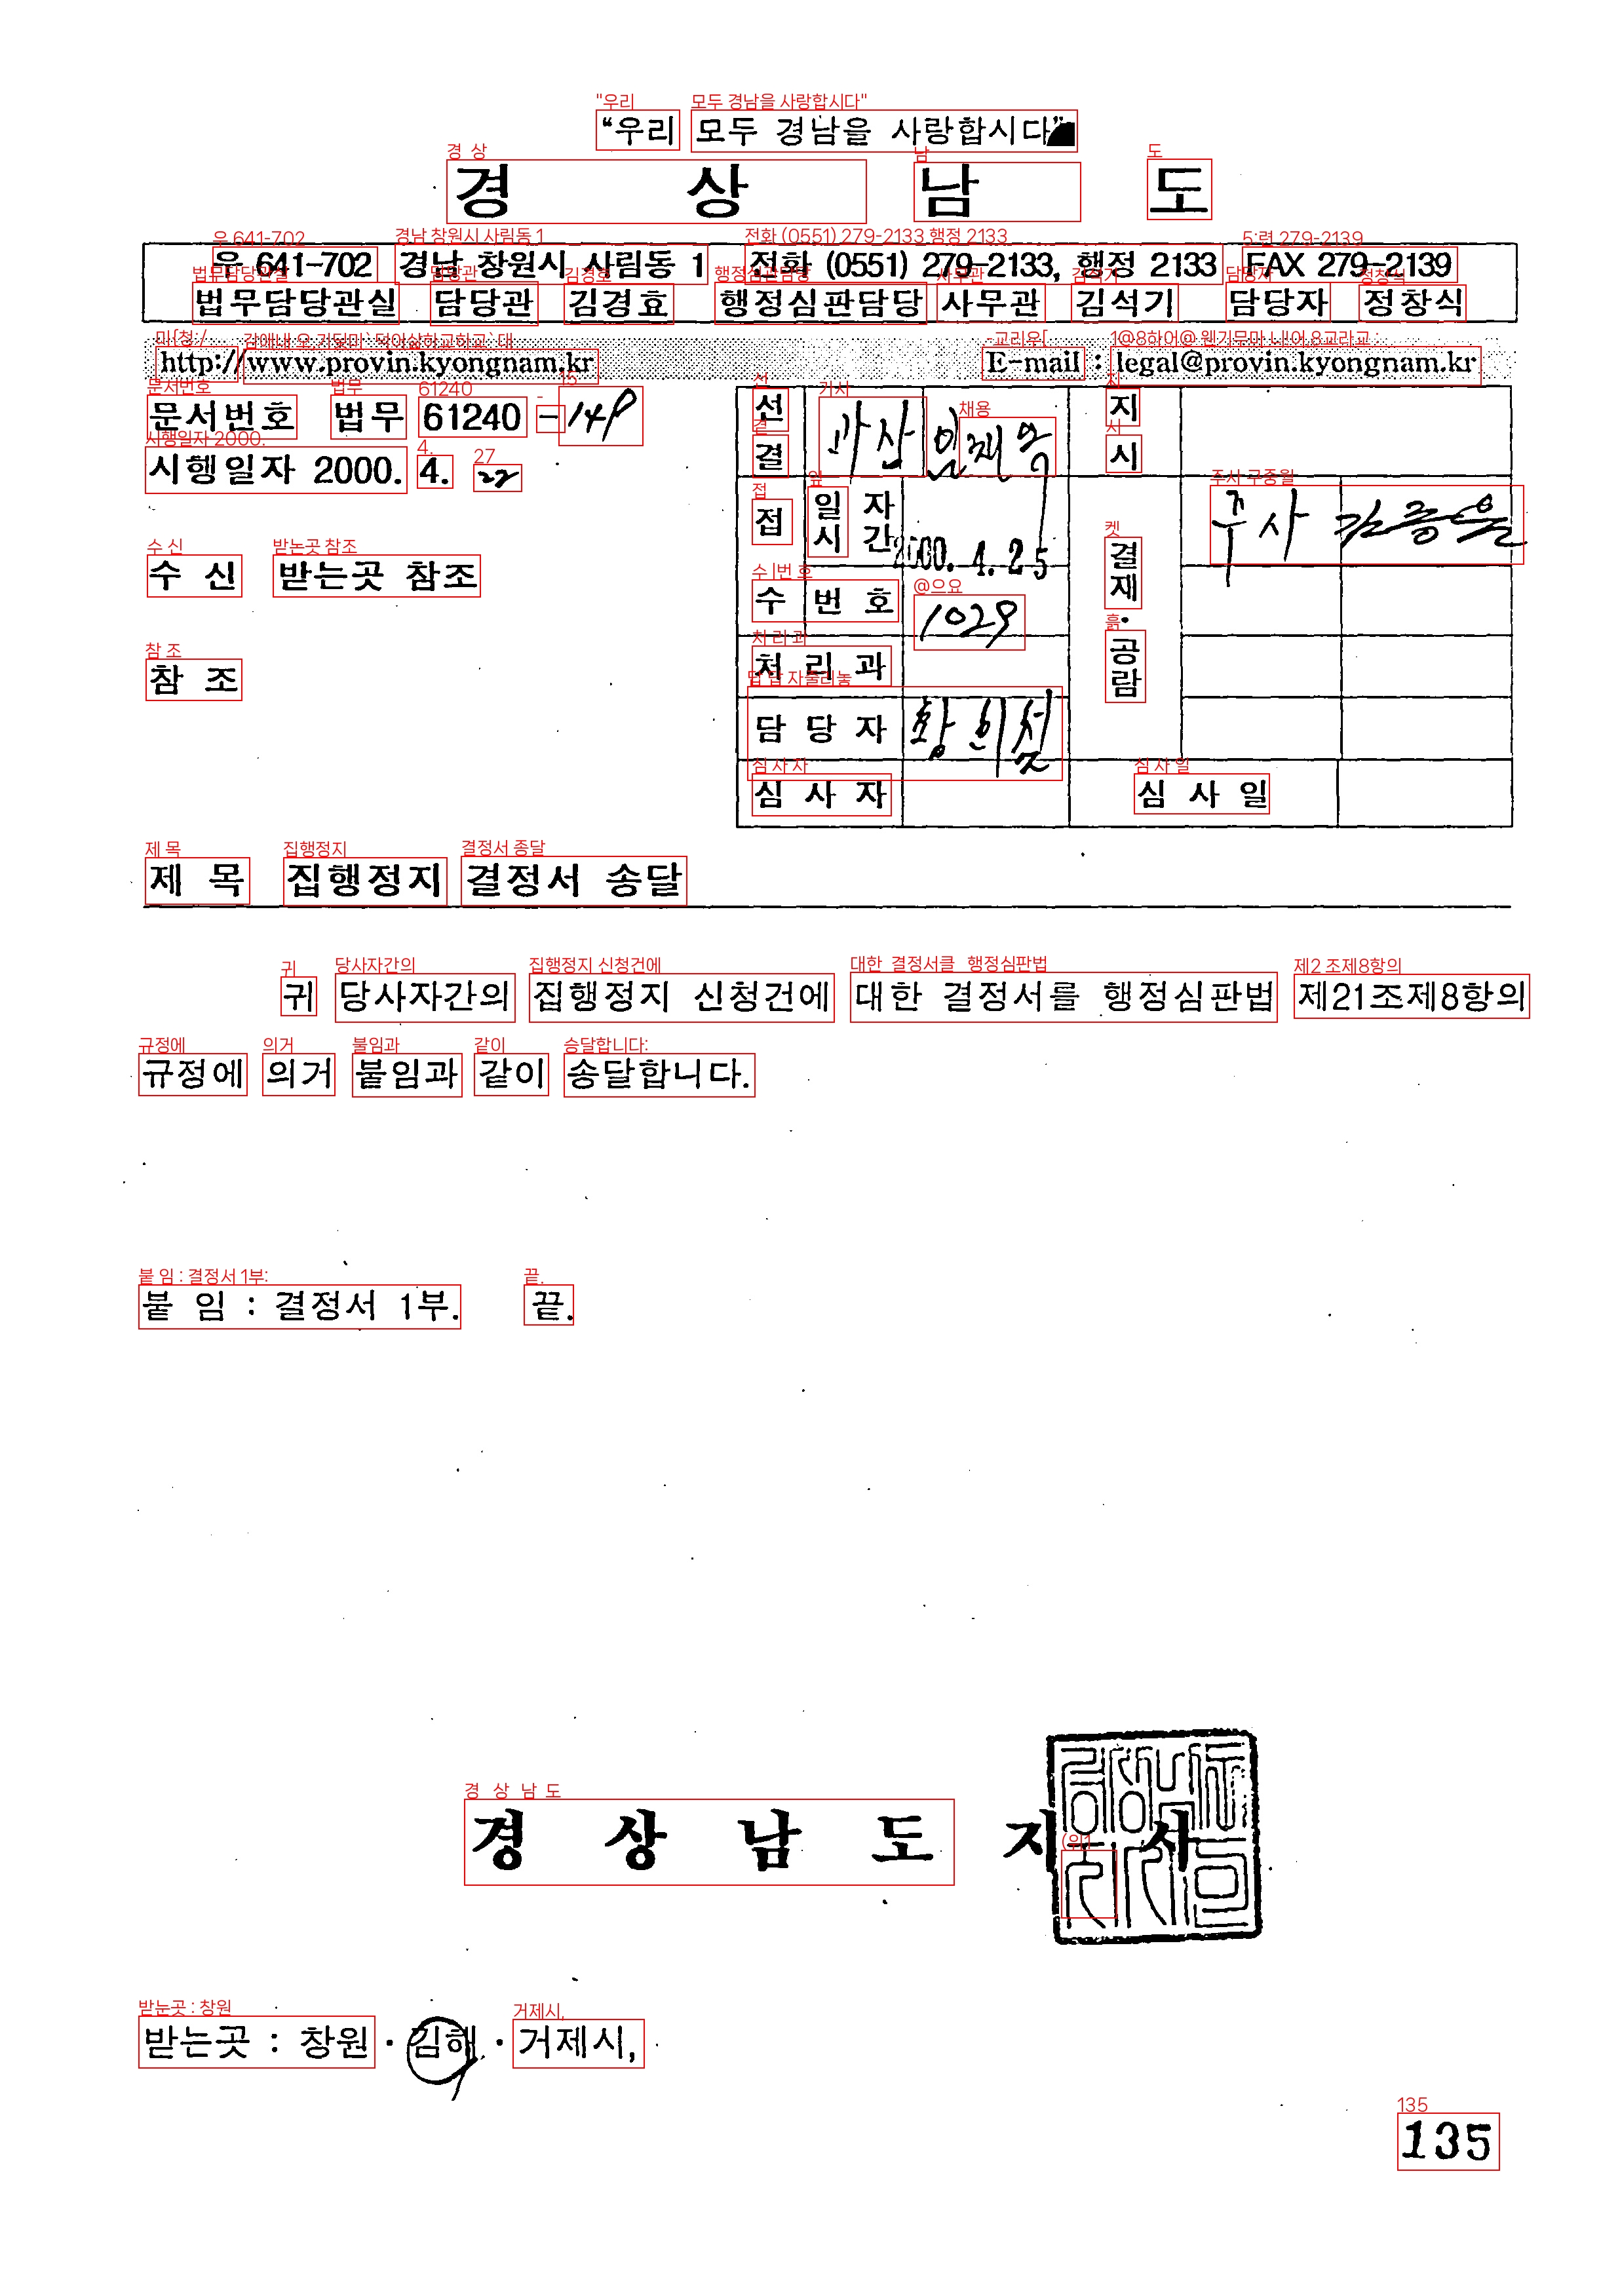 “우리 모두 경남을 사랑합시다”
경 상 남 도
우 641-702 경남 창원시 사림동 1 전화 (0551) 279-2133, 행정 2133 FAX 279-2139
법무담당관실 담당관 김경효 행정심판담당 사무관 김석기 담당자 정창식
http://www.provin.kyongnam.kr E-mail : legal@provin.kyongnam.kr
문서번호 법무 61240 -
시행일자 2000. 4.
수 신 받는곳 참조
참 조
선결
지시
접수
일자
시간
2000. 4. 25
번 호
1029
처 리 과
담 당 자
심 사 자
결재·공람
주사
심 사 일
제 목 집행정지 결정서 송달
귀 당사자간의 집행정지 신청건에 대한 결정서를 행정심판법 제21조제8항의
규정에 의거 붙임과 같이 송달합니다.
붙 임 : 결정서 1부. 끝.
경 상 남 도 지 사
받는곳 : 창원·김해·거제시,
135